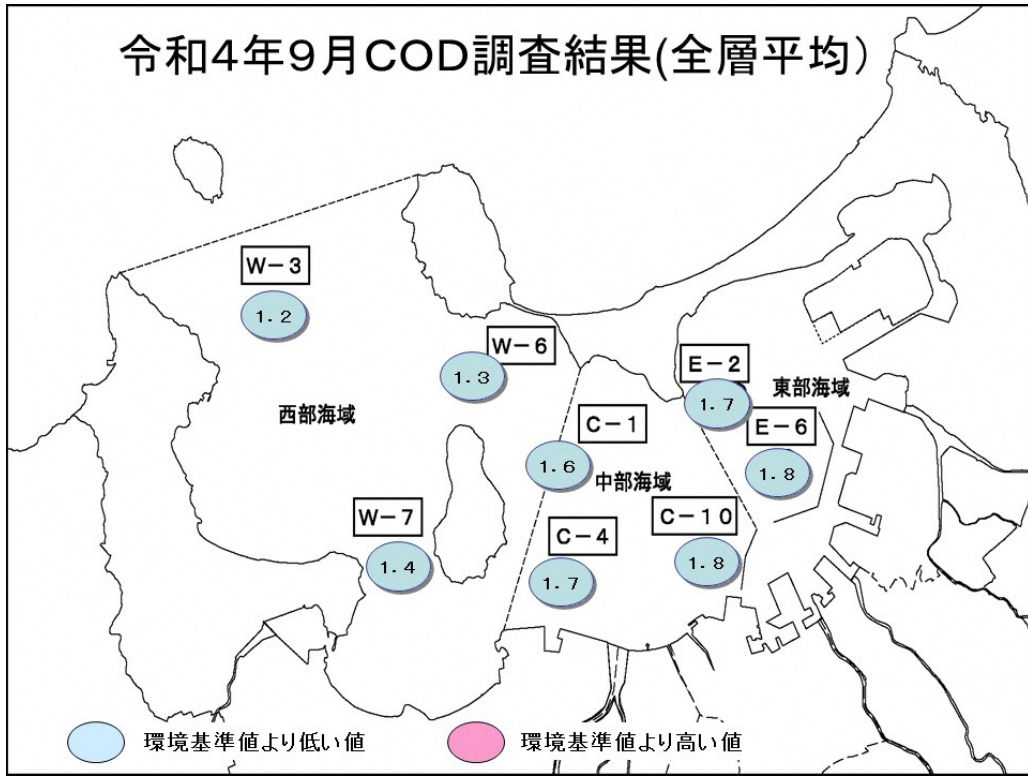 令和4年9月COD調査結果(全層平均)
W-3
1.2
W-6
1.3
E-2
1.7
東部海域
西部海域
C-1
1.6
E-6
1.8
中部海域
W-7
1.4
C-4
1.7
C-10
1.8
環境基準値より低い値
環境基準値より高い値